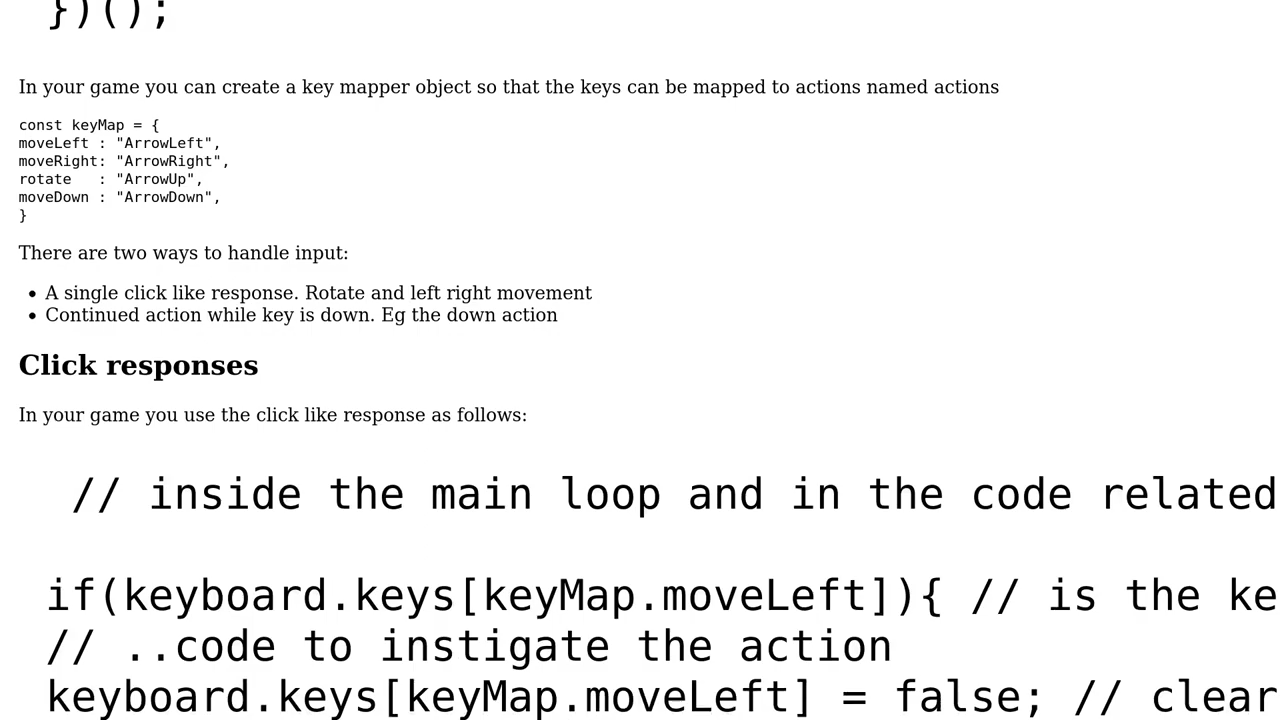 })();
In your game you can create a key mapper object so that the keys can be mapped to actions named actions
const keyMap = {
moveLeft : "ArrowLeft",
moveRight: "ArrowRight",
rotate   : "ArrowUp",
moveDown : "ArrowDown",
}
There are two ways to handle input:
• A single click like response. Rotate and left right movement
• Continued action while key is down. Eg the down action
Click responses
In your game you use the click like response as follows:
// inside the main loop and in the code related
if(keyboard.keys[keyMap.moveLeft]){ // is the ke
// ..code to instigate the action
keyboard.keys[keyMap.moveLeft] = false; // clear